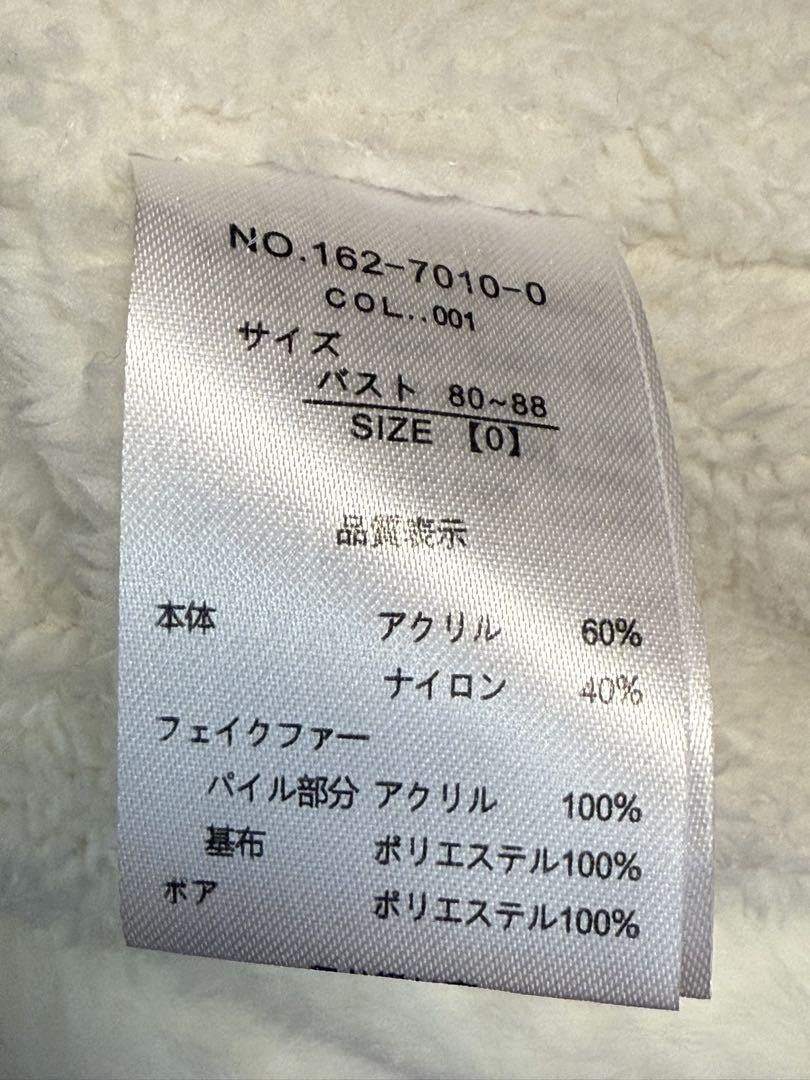 NO.162-7010-0
COL..001
サイズ
バスト 80~88
SIZE 【0】
品質表示
本体 アクリル 60%
ナイロン 40%
フェイクファー
パイル部分 アクリル 100%
基布 ポリエステル100%
ボア ポリエステル100%